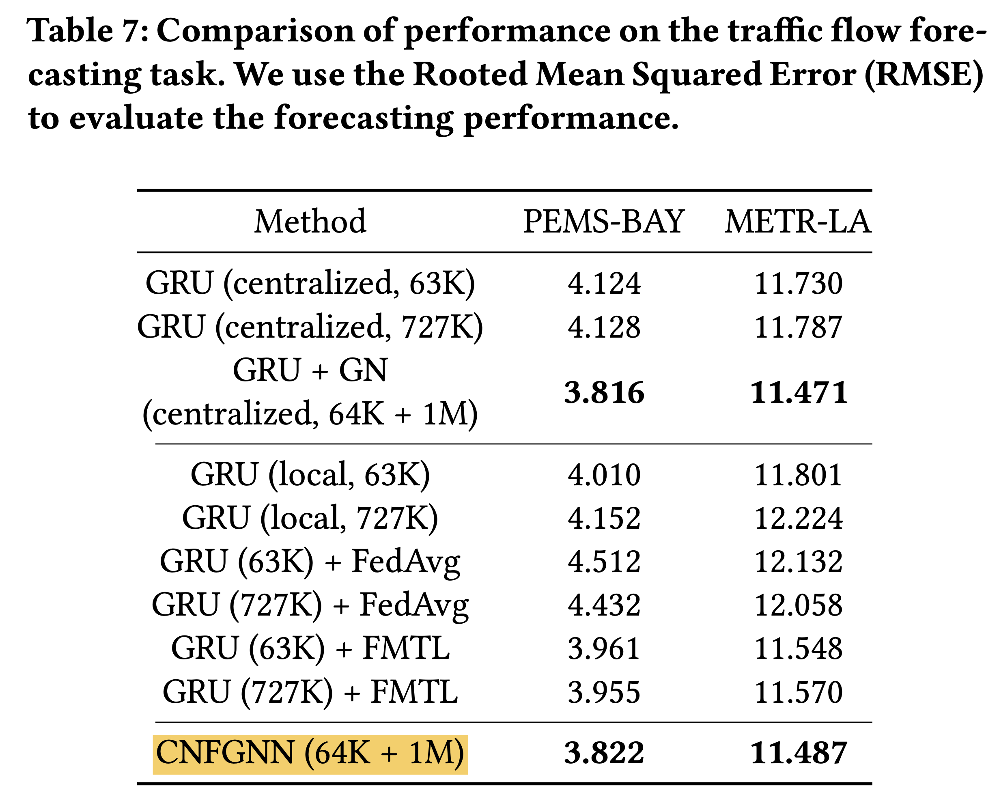 Table 7: Comparison of performance on the traffic flow fore-
casting task. We use the Rooted Mean Squared Error (RMSE)
to evaluate the forecasting performance.
Method PEMS-BAY METR-LA
GRU (centralized, 63K) 4.124 11.730
GRU (centralized, 727K) 4.128 11.787
GRU + GN
(centralized, 64K + 1M) 3.816 11.471
GRU (local, 63K) 4.010 11.801
GRU (local, 727K) 4.152 12.224
GRU (63K) + FedAvg 4.512 12.132
GRU (727K) + FedAvg 4.432 12.058
GRU (63K) + FMTL 3.961 11.548
GRU (727K) + FMTL 3.955 11.570
CNFGNN (64K + 1M) 3.822 11.487